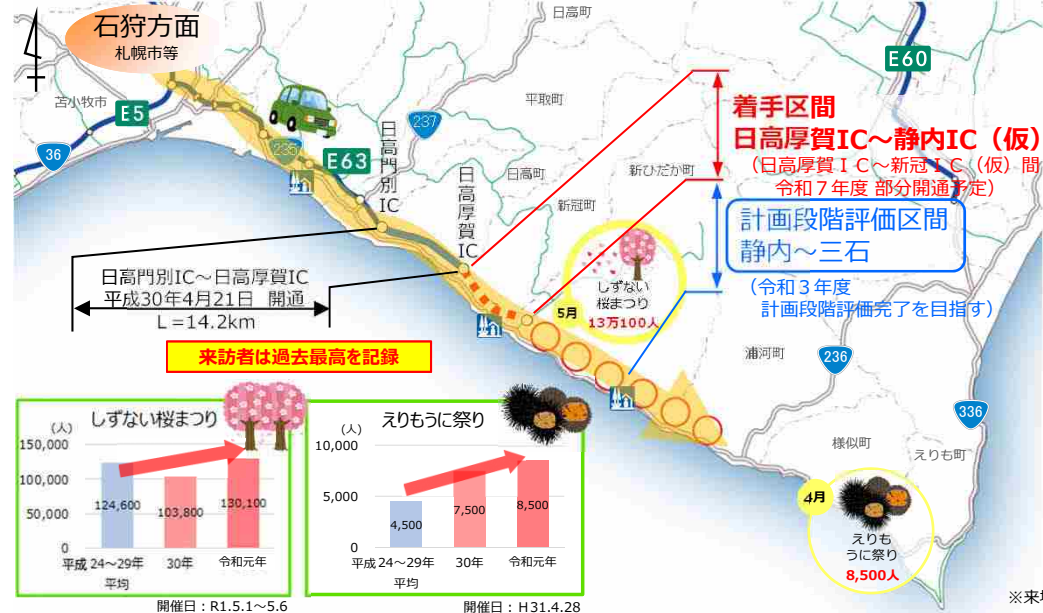 石狩方面
札幌市等
日高町
E60
苫小牧市
E5
36
237
平取町
235
E63
日高門別IC
日高町
日高厚賀IC
新ひだか町
新冠町
着手区間
日高厚賀IC～静内IC（仮）
（日高厚賀ＩＣ～新冠ＩＣ（仮）間
令和７年度 部分開通予定）
計画段階評価区間
静内～三石
（令和３年度
計画段階評価完了を目指す）
日高門別IC～日高厚賀IC
平成30年4月21日 開通
L=14.2km
しずない
桜まつり
5月
13万100人
来訪者は過去最高を記録
浦河町
236
336
様似町
えりも町
4月
えりも
うに祭り
8,500人
しずない桜まつり
(人)
150,000
100,000
50,000
0
124,600
103,800
130,100
平成 24～29年
平均
30年
令和元年
開催日：R1.5.1～5.6
えりもうに祭り
(人)
10,000
5,000
0
4,500
7,500
8,500
平成 24～29年
平均
30年
令和元年
開催日：H31.4.28
※来場